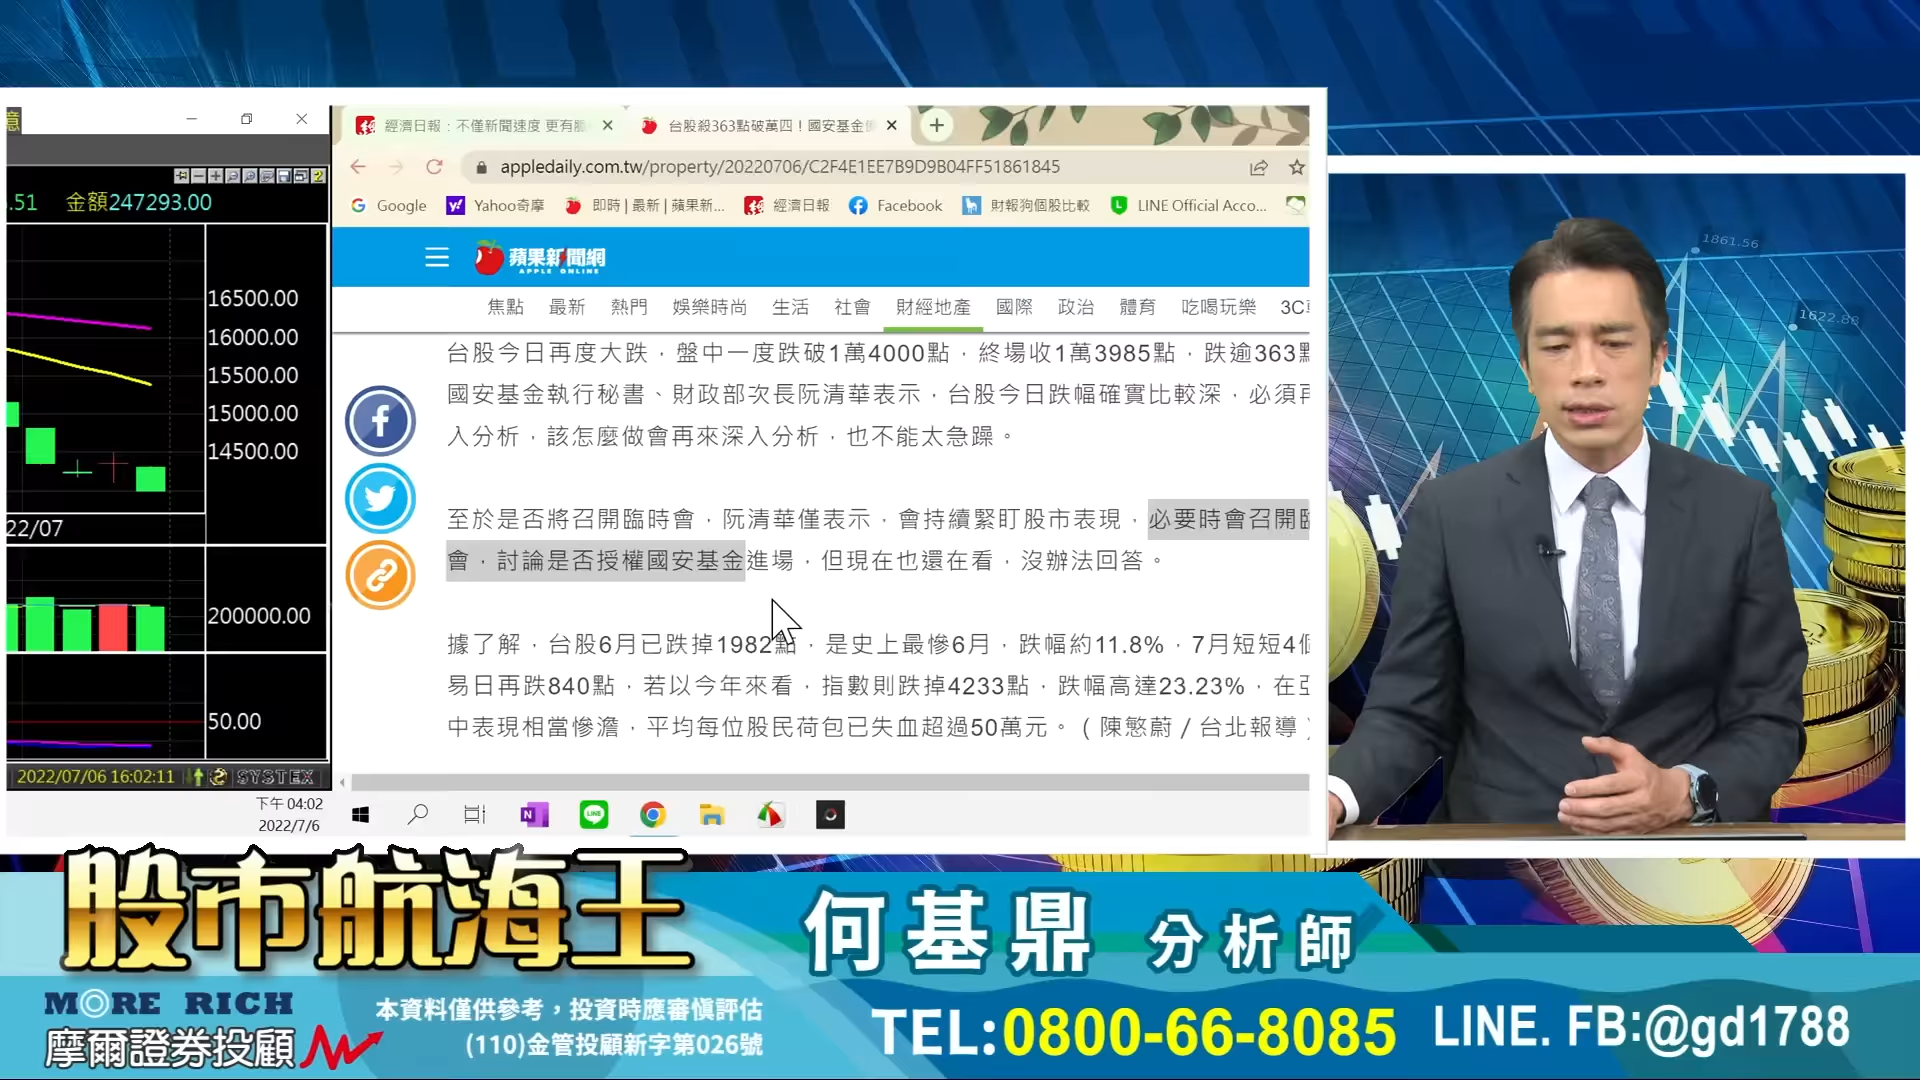 .51 金額247293.00
16500.00
16000.00
15500.00
15000.00
14500.00
22/07
200000.00
50.00
2022/07/06 16:02:11 SYSTEX
下午 04:02
2022/7/6
經濟日報：不僅新聞速度 更有
台股殺363點破萬四！國安基金
appledaily.com.tw/property/20220706/C2F4E1EE7B9D9B04FF51861845
Google Yahoo奇摩 即時 | 最新 | 蘋果新... 經濟日報 Facebook 財報狗個股比較 LINE Official Acco...
蘋果新聞網
APPLE ONLINE
焦點 最新 熱門 娛樂時尚 生活 社會 財經地產 國際 政治 體育 吃喝玩樂 3C
台股今日再度大跌，盤中一度跌破1萬4000點，終場收1萬3985點，跌逾363
國安基金執行秘書、財政部次長阮清華表示，台股今日跌幅確實比較深，必須再
入分析，該怎麼做會再來深入分析，也不能太急躁。
至於是否將召開臨時會，阮清華僅表示，會持續緊盯股市表現，必要時會召開
會，討論是否授權國安基金進場，但現在也還在看，沒辦法回答。
據了解，台股6月已跌掉1982點，是史上最慘6月，跌幅約11.8%，7月短短4個
易日再跌840點，若以今年來看，指數則跌掉4233點，跌幅高達23.23%，在亞
中表現相當慘澹，平均每位股民荷包已失血超過50萬元。（陳慜蔚／台北報導）
1861.56
1622.88
股市航海王
MORE RICH
摩爾證券投顧
本資料僅供參考，投資時應審慎評估
(110)金管投顧新字第026號
何基鼎 分析師
TEL:0800-66-8085
LINE. FB:@gd1788